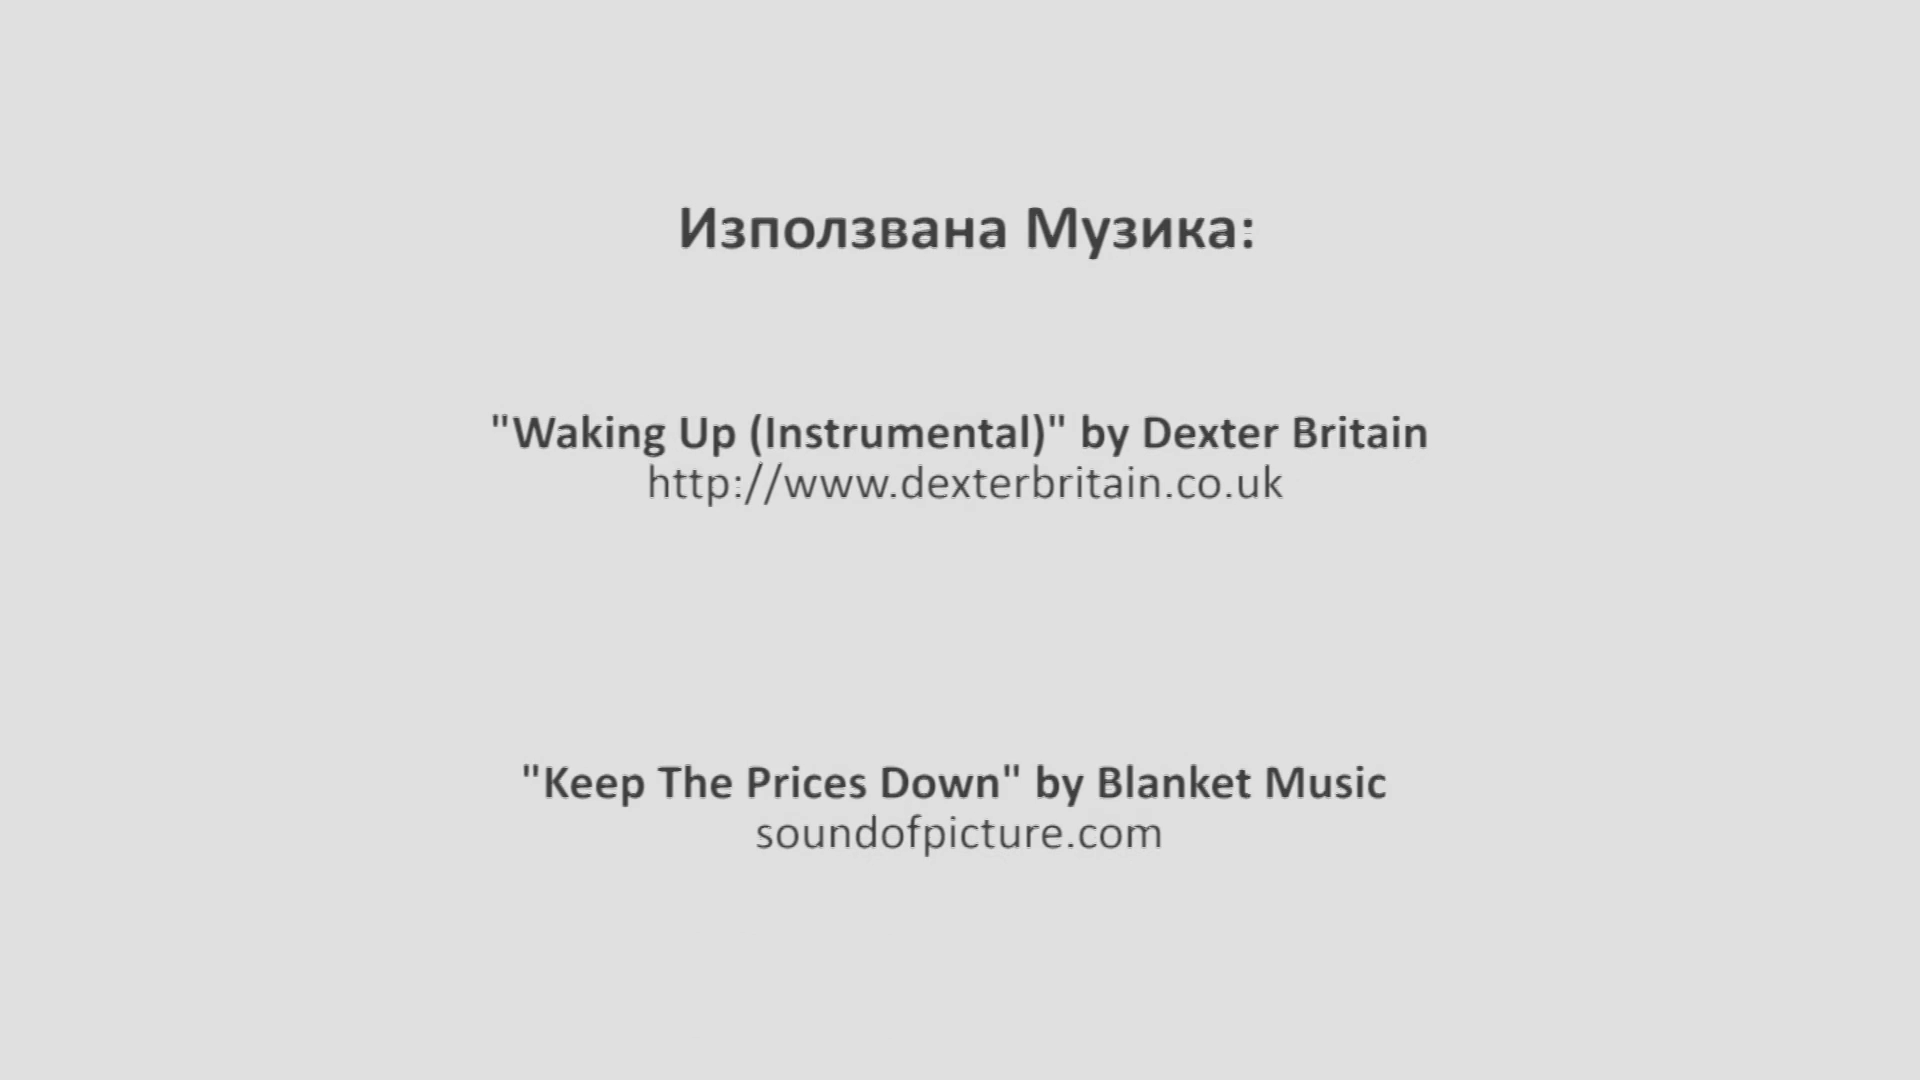 Използвана Музика:
"Waking Up (Instrumental)" by Dexter Britain
http://www.dexterbritain.co.uk
"Keep The Prices Down" by Blanket Music
soundofpicture.com